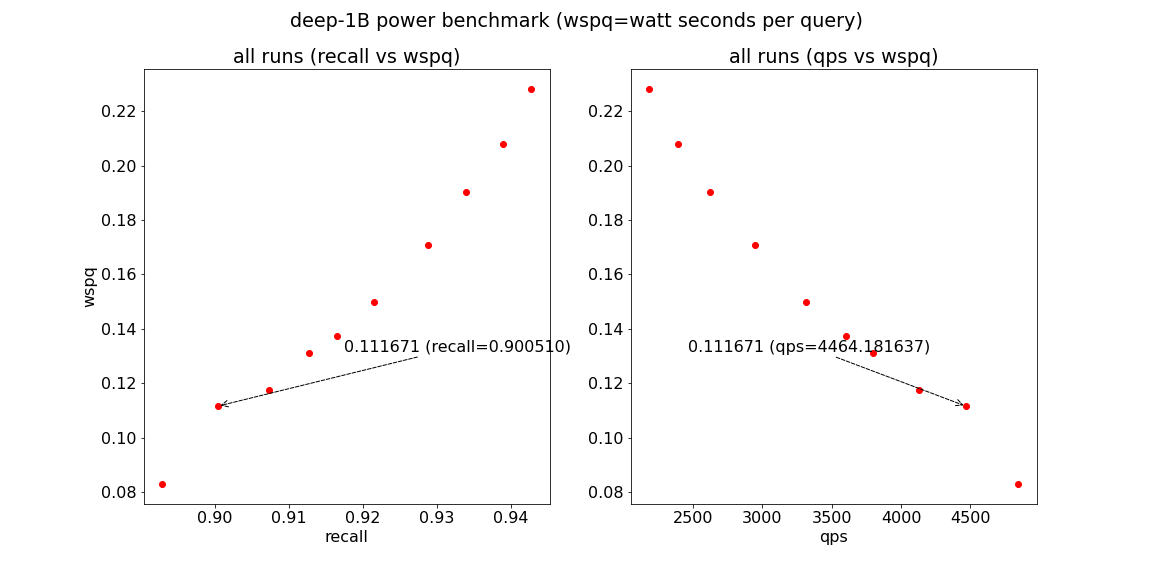 deep-1B power benchmark (wspq=watt seconds per query)
all runs (recall vs wspq)
wspq
0.22
0.20
0.18
0.16
0.14
0.12
0.10
0.08
0.111671 (recall=0.900510)
0.90 0.91 0.92 0.93 0.94
recall
all runs (qps vs wspq)
0.22
0.20
0.18
0.16
0.14
0.12
0.10
0.08
0.111671 (qps=4464.181637)
2500 3000 3500 4000 4500
qps